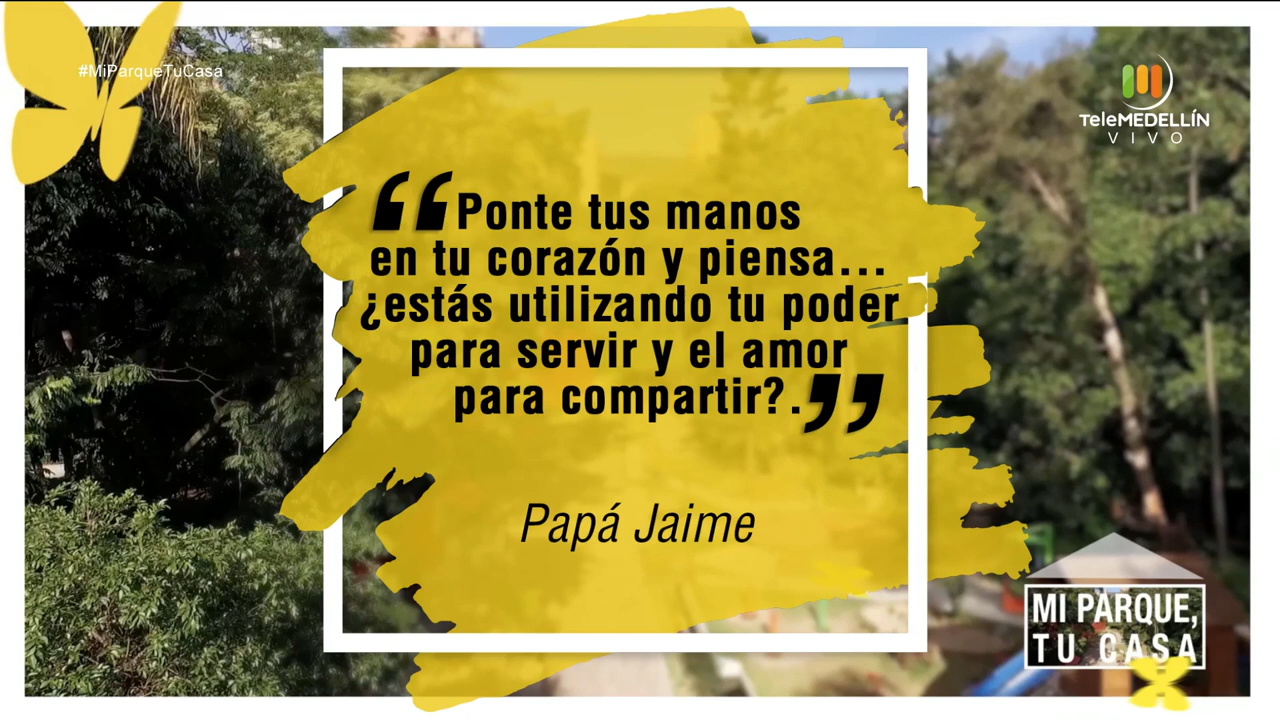 #MiParqueTuCasa
TeleMEDELLÍN
VIVO
“Ponte tus manos
en tu corazón y piensa...
¿estás utilizando tu poder
para servir y el amor
para compartir?.”
Papá Jaime
MI PARQUE,
TU CASA